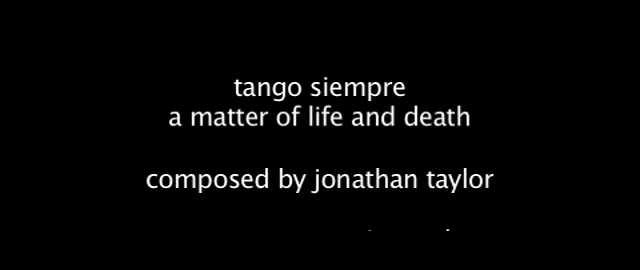 tango siempre
a matter of life and death
composed by jonathan taylor